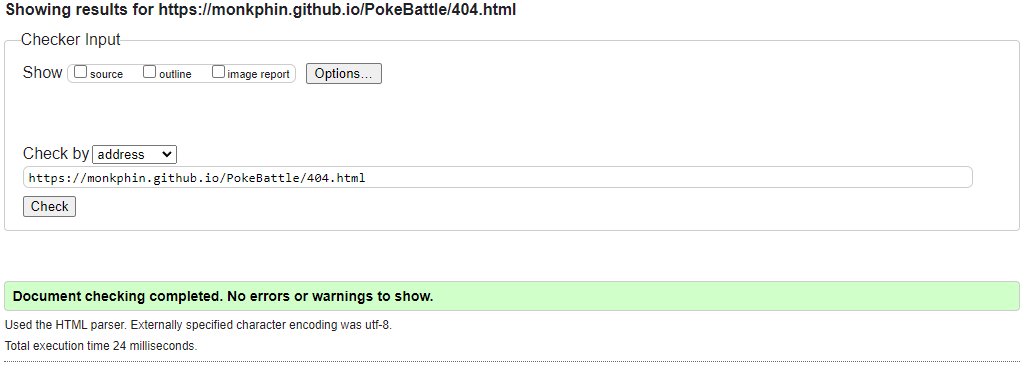 Showing results for https://monkphin.github.io/PokeBattle/404.html
Checker Input
Show source outline image report Options...
Check by address
https://monkphin.github.io/PokeBattle/404.html
Check
Document checking completed. No errors or warnings to show.
Used the HTML parser. Externally specified character encoding was utf-8.
Total execution time 24 milliseconds.